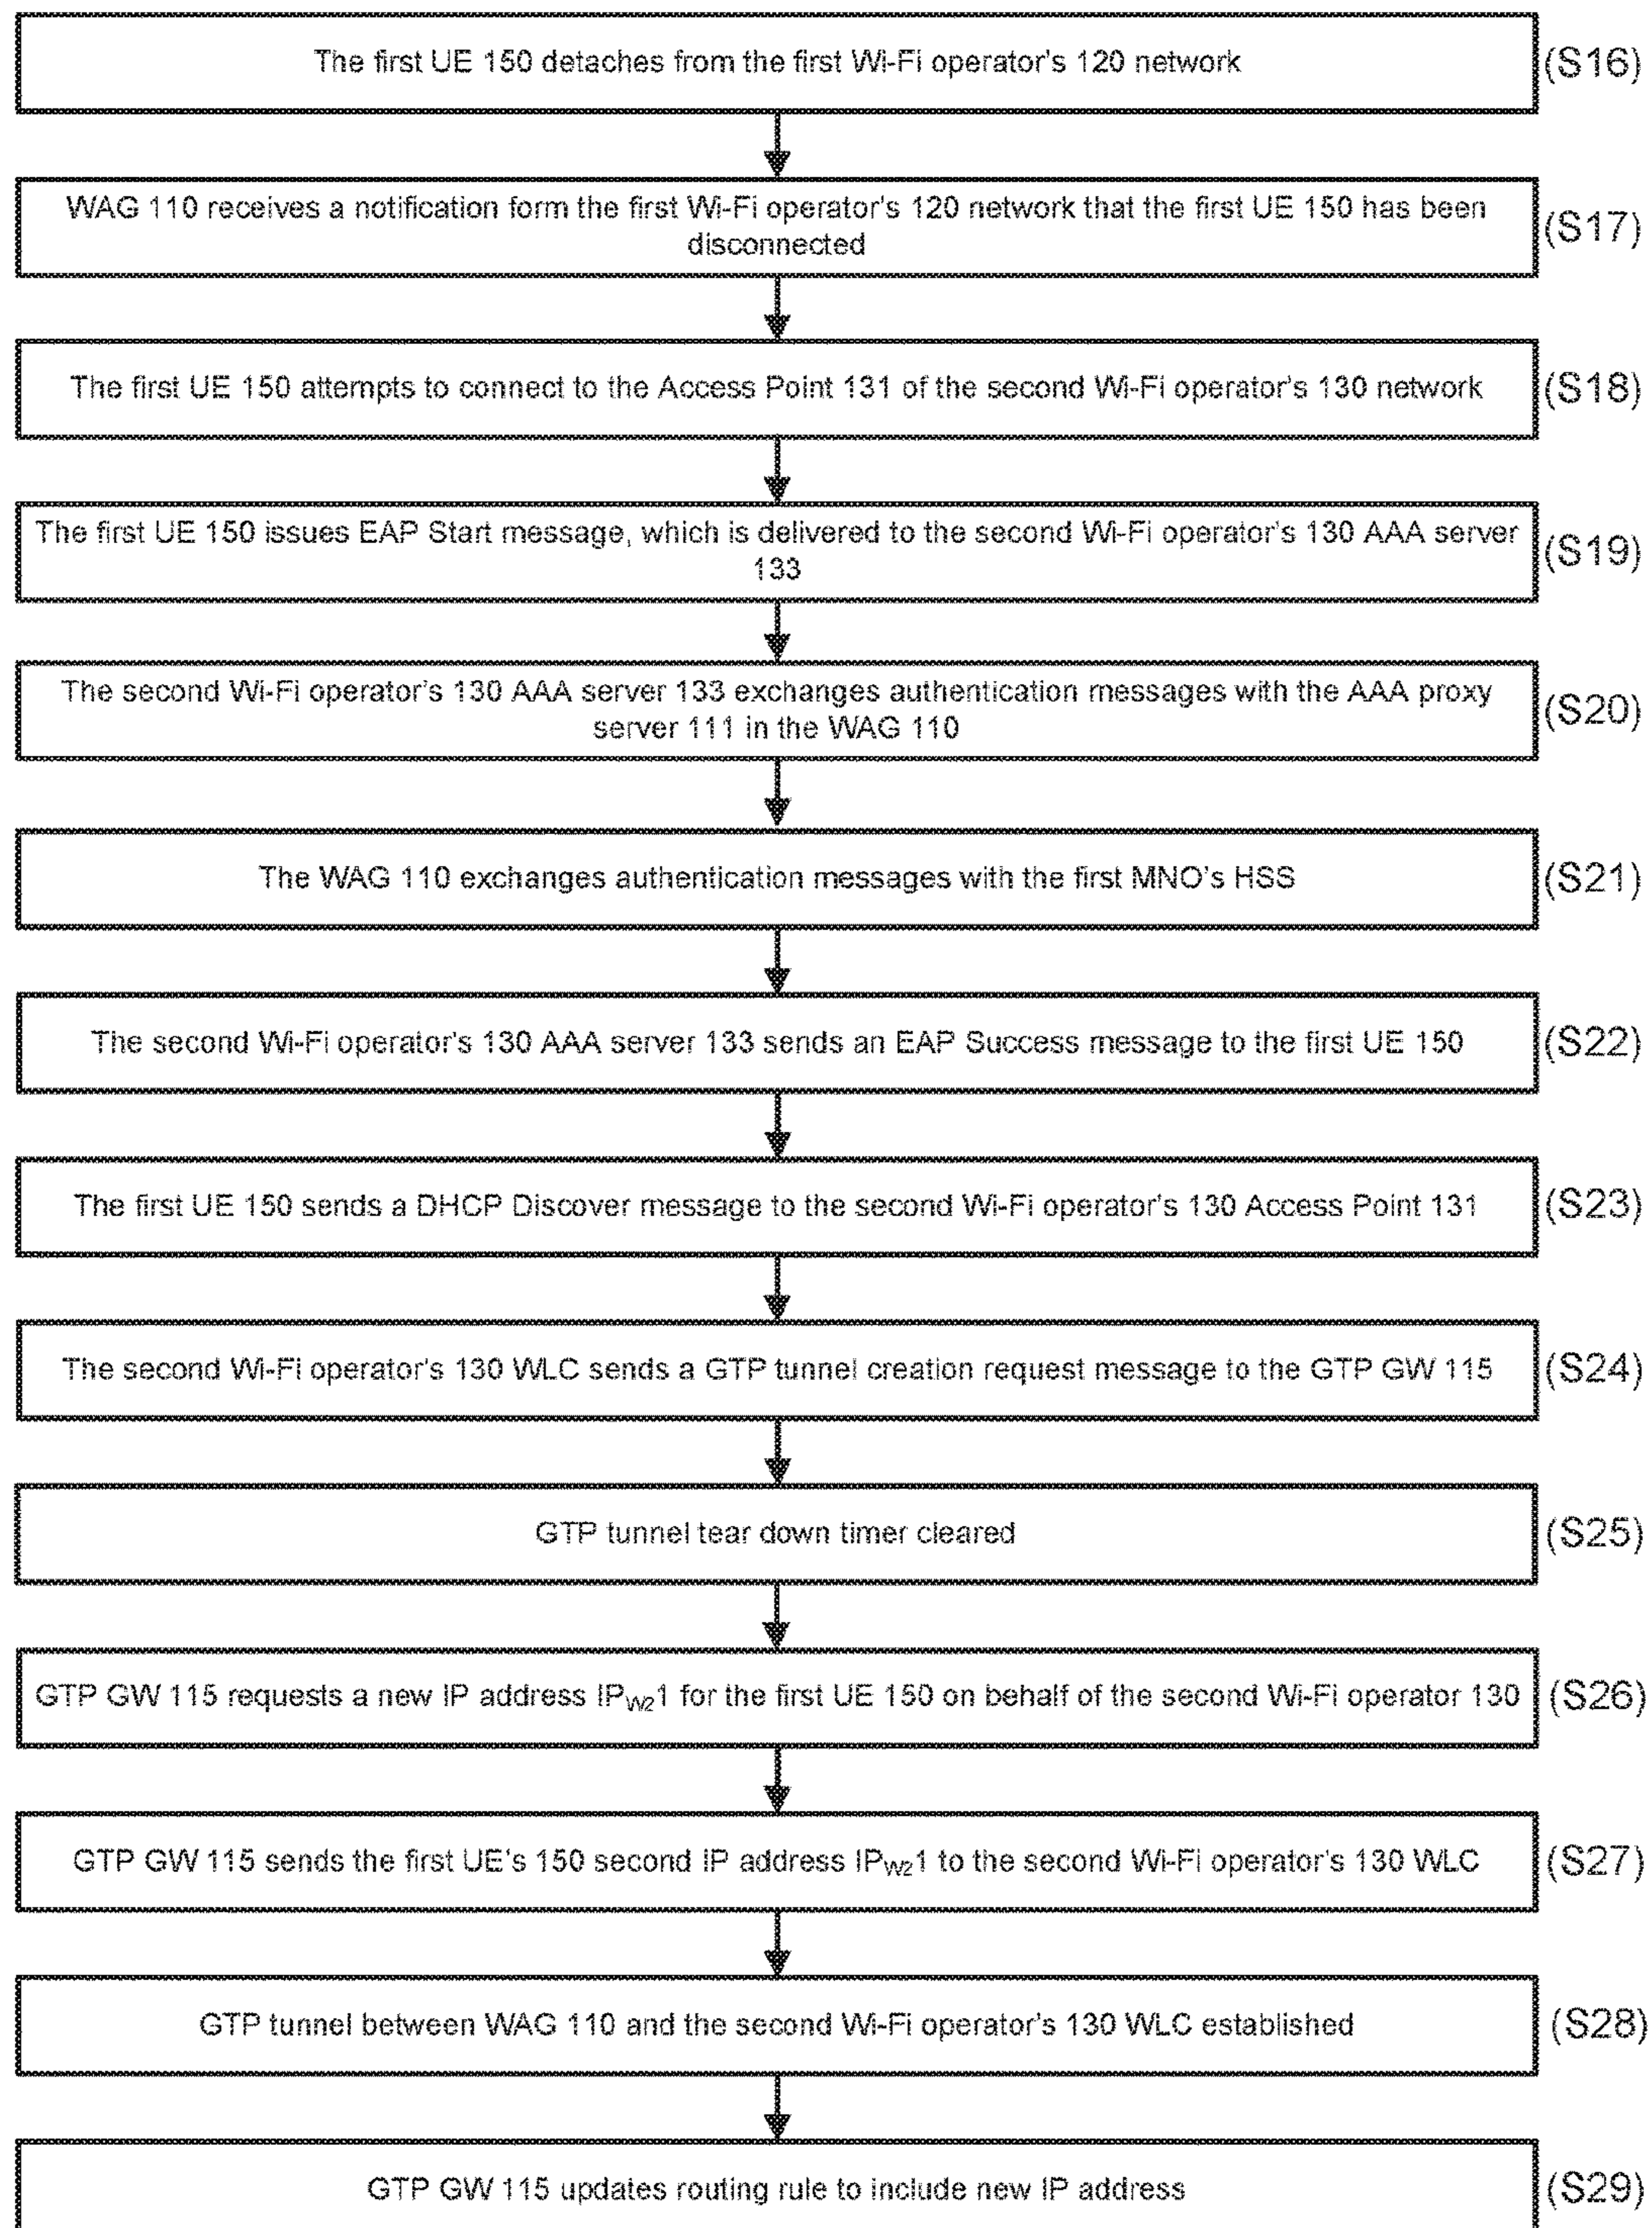 The first UE 150 detaches from the first Wi-Fi operator's 120 network
(S16)
WAG 110 receives a notification form the first Wi-Fi operator's 120 network that the first UE 150 has been
disconnected
(S17)
The first UE 150 attempts to connect to the Access Point 131 of the second Wi-Fi operator's 130 network
(S18)
The first UE 150 issues EAP Start message, which is delivered to the second Wi-Fi operator's 130 AAA server
133
(S19)
The second Wi-Fi operator's 130 AAA server 133 exchanges authentication messages with the AAA proxy
server 111 in the WAG 110
(S20)
The WAG 110 exchanges authentication messages with the first MNO's HSS
(S21)
The second Wi-Fi operator's 130 AAA server 133 sends an EAP Success message to the first UE 150
(S22)
The first UE 150 sends a DHCP Discover message to the second Wi-Fi operator's 130 Access Point 131
(S23)
The second Wi-Fi operator's 130 WLC sends a GTP tunnel creation request message to the GTP GW 115
(S24)
GTP tunnel tear down timer cleared
(S25)
GTP GW 115 requests a new IP address IPW21 for the first UE 150 on behalf of the second Wi-Fi operator 130
(S26)
GTP GW 115 sends the first UE's 150 second IP address IPW21 to the second Wi-Fi operator's 130 WLC
(S27)
GTP tunnel between WAG 110 and the second Wi-Fi operator's 130 WLC established
(S28)
GTP GW 115 updates routing rule to include new IP address
(S29)